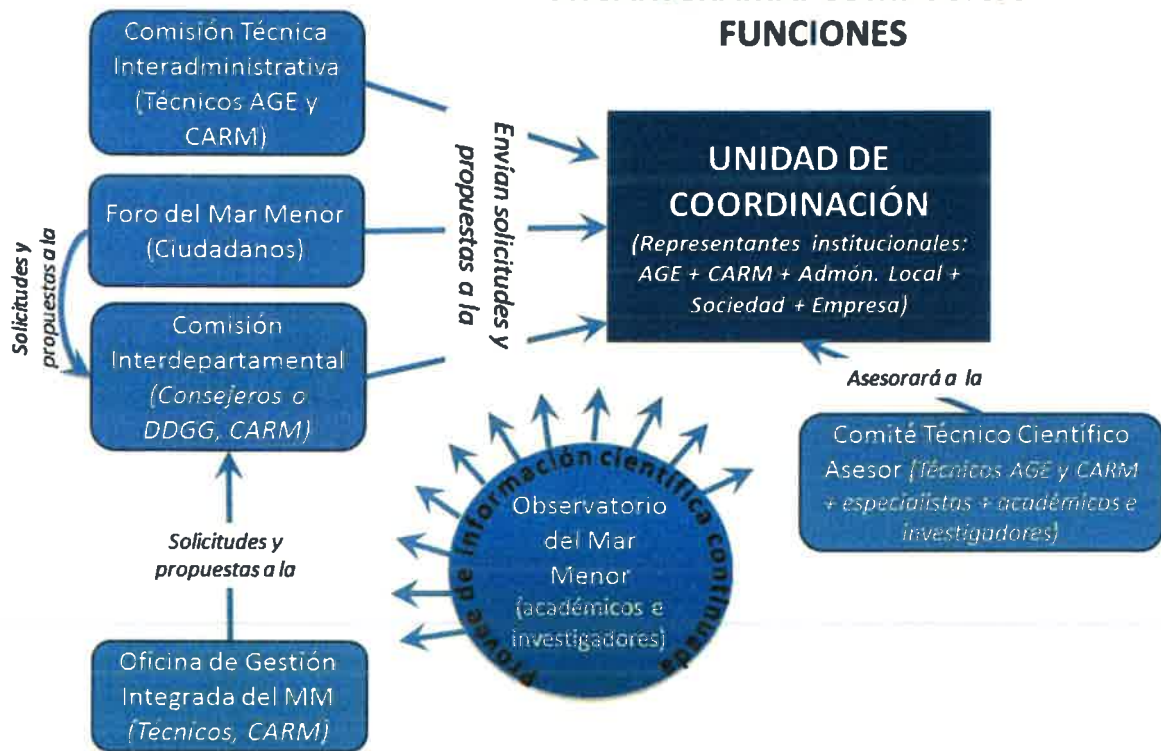 FUNCIONES
Comisión Técnica
Interadministrativa
(Técnicos AGE y
CARM)
Foro del Mar Menor
(Ciudadanos)
Comisión
Interdepartamental
(Consejeros o
DDGG, CARM)
Solicitudes y
propuestas a la
Envían solicitudes y
propuestas a la
UNIDAD DE
COORDINACIÓN
(Representantes institucionales:
AGE + CARM + Admón. Local +
Sociedad + Empresa)
Asesorará a la
Comité Técnico Científico
Asesor (Técnicos AGE y CARM
+ especialistas + académicos e
investigadores)
Provee de información científica continuada
Observatorio
del Mar
Menor
(académicos e
investigadores)
Solicitudes y
propuestas a la
Oficina de Gestión
Integrada del MM
(Técnicos, CARM)